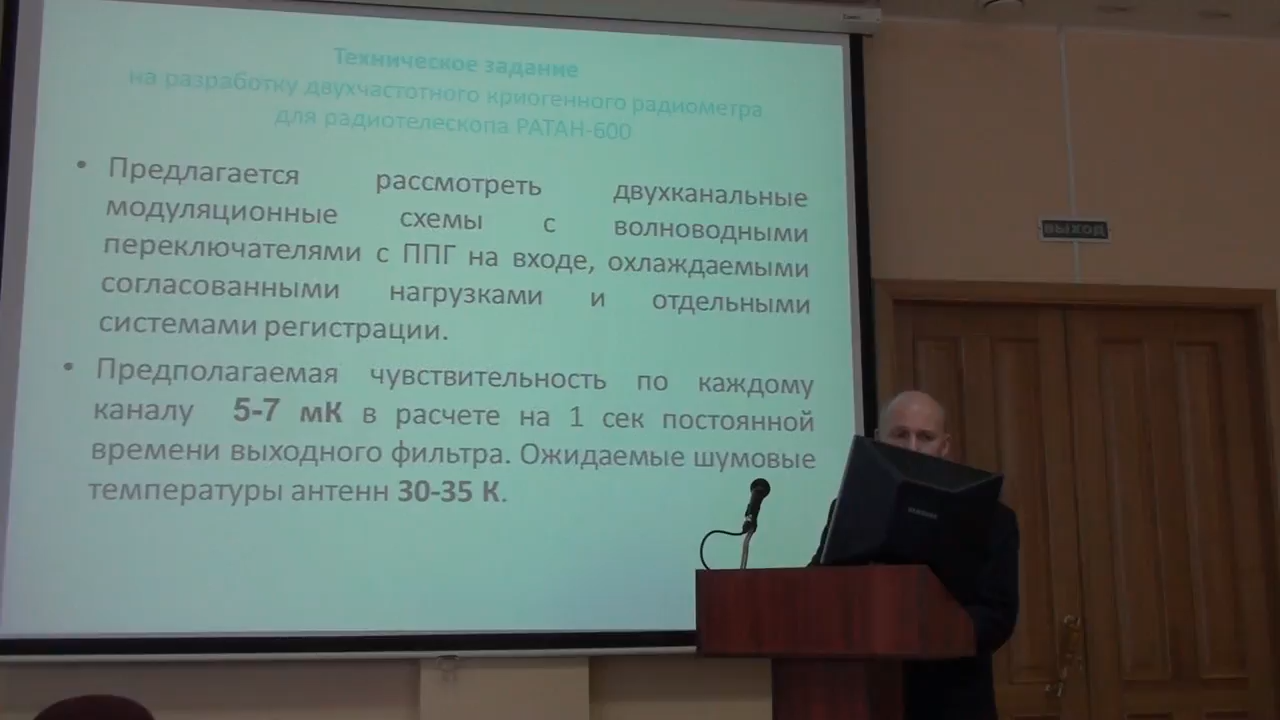 Техническое задание
на разработку двухчастотного криогенного радиометра
для радиотелескопа РАТАН-600
• Предлагается рассмотреть двухканальные
модуляционные схемы с волноводными
переключателями с ППГ на входе, охлаждаемыми
согласованными нагрузками и отдельными
системами регистрации.
• Предполагаемая чувствительность по каждому
каналу 5-7 мК в расчете на 1 сек постоянной
времени выходного фильтра. Ожидаемые шумовые
температуры антенн 30-35 К.
ВЫХОД
SAMSUNG